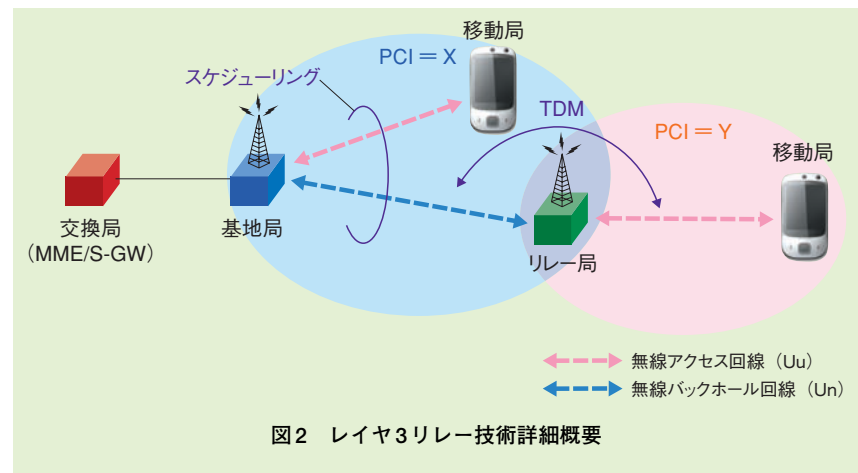 移動局
PCI＝X
スケジューリング
TDM
PCI＝Y
移動局
交換局
（MME/S-GW）
基地局
リレー局
無線アクセス回線（Uu）
無線バックホール回線（Un）
図2　レイヤ3リレー技術詳細概要